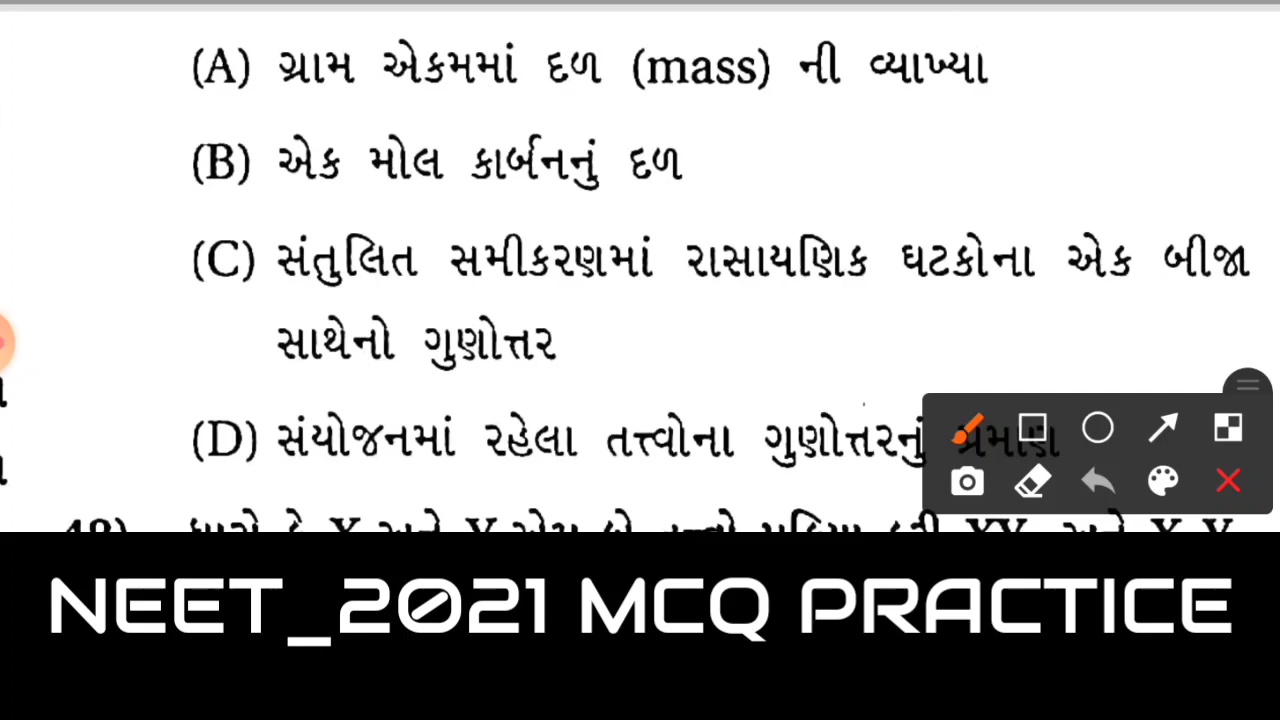 (A) ગ્રામ એકમમાં દળ (mass) ની વ્યાખ્યા
(B) એક મોલ કાર્બનનું દળ
(C) સંતુલિત સમીકરણમાં રાસાયણિક ઘટકોના એક બીજા
સાથેનો ગુણોત્તર
(D) સંયોજનમાં રહેલા તત્ત્વોના ગુણોત્તરનું પ્રમાણ
NEET_2021 MCQ PRACTICE